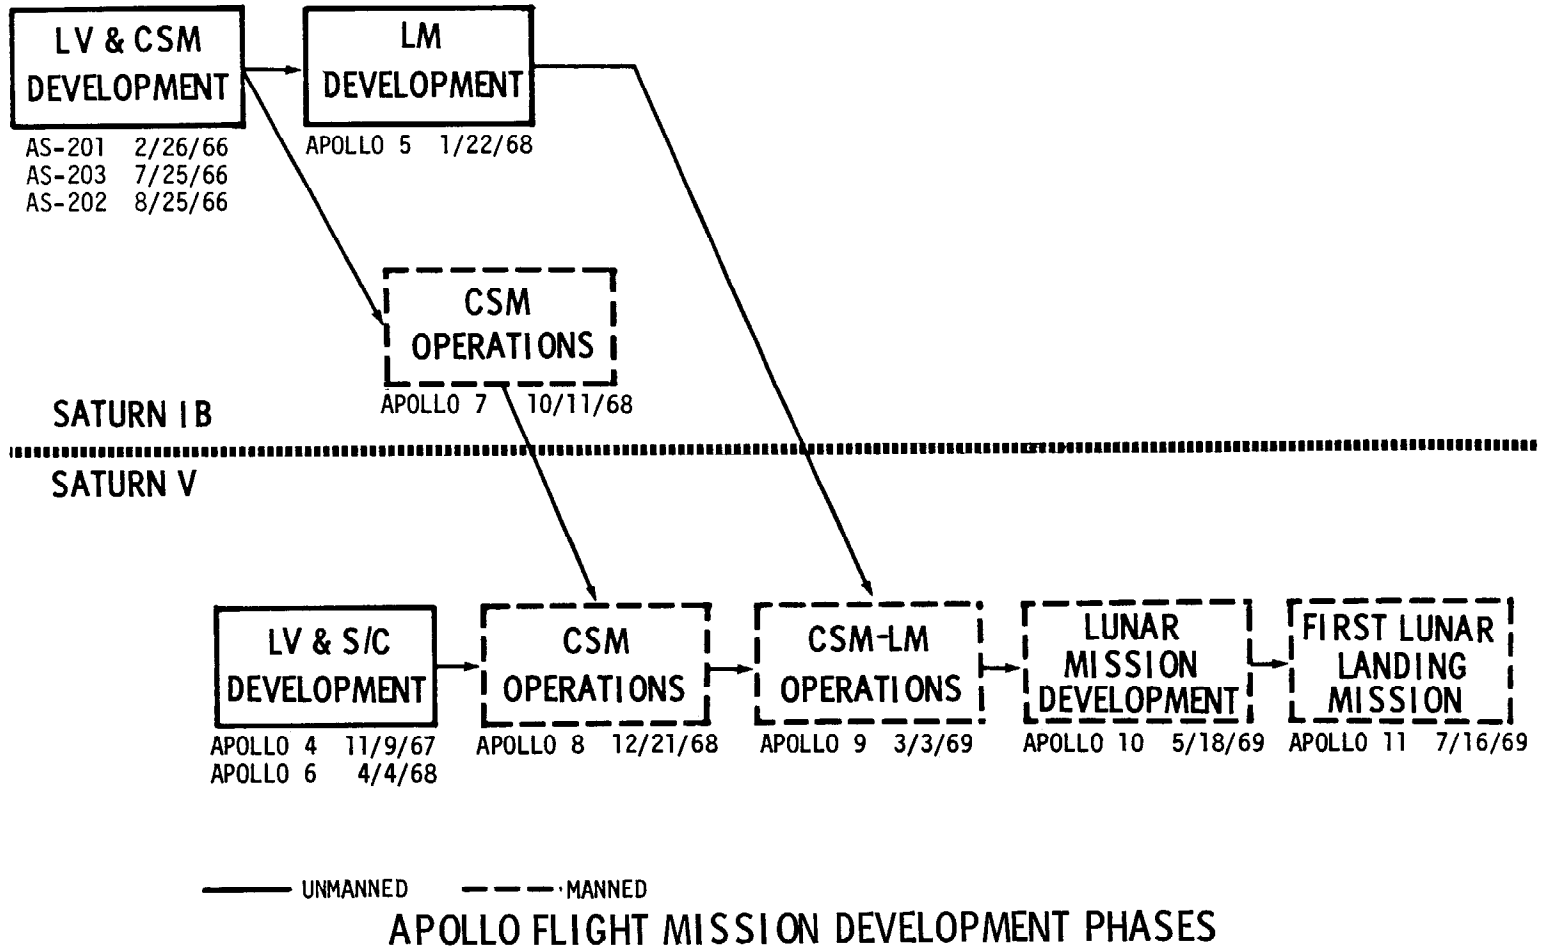 LV & CSM
DEVELOPMENT
AS-201 2/26/66
AS-203 7/25/66
AS-202 8/25/66
LM
DEVELOPMENT
APOLLO 5 1/22/68
CSM
OPERATIONS
APOLLO 7 10/11/68
SATURN IB
SATURN V
LV & S/C
DEVELOPMENT
APOLLO 4 11/9/67
APOLLO 6 4/4/68
CSM
OPERATIONS
APOLLO 8 12/21/68
CSM-LM
OPERATIONS
APOLLO 9 3/3/69
LUNAR
MISSION
DEVELOPMENT
APOLLO 10 5/18/69
FIRST LUNAR
LANDING
MISSION
APOLLO 11 7/16/69
UNMANNED
MANNED
APOLLO FLIGHT MISSION DEVELOPMENT PHASES